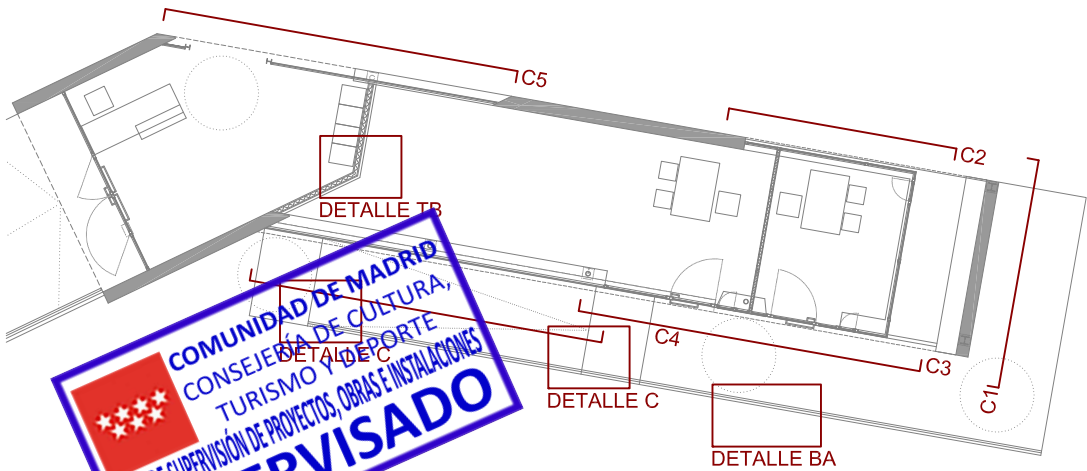 C5
C2
DETALLE TB
C4
C3
C1
DETALLE C
DETALLE C
DETALLE BA
COMUNIDAD DE MADRID
CONSEJERÍA DE CULTURA,
TURISMO Y DEPORTE
DE SUPERVISIÓN DE PROYECTOS, OBRAS E INSTALACIONES